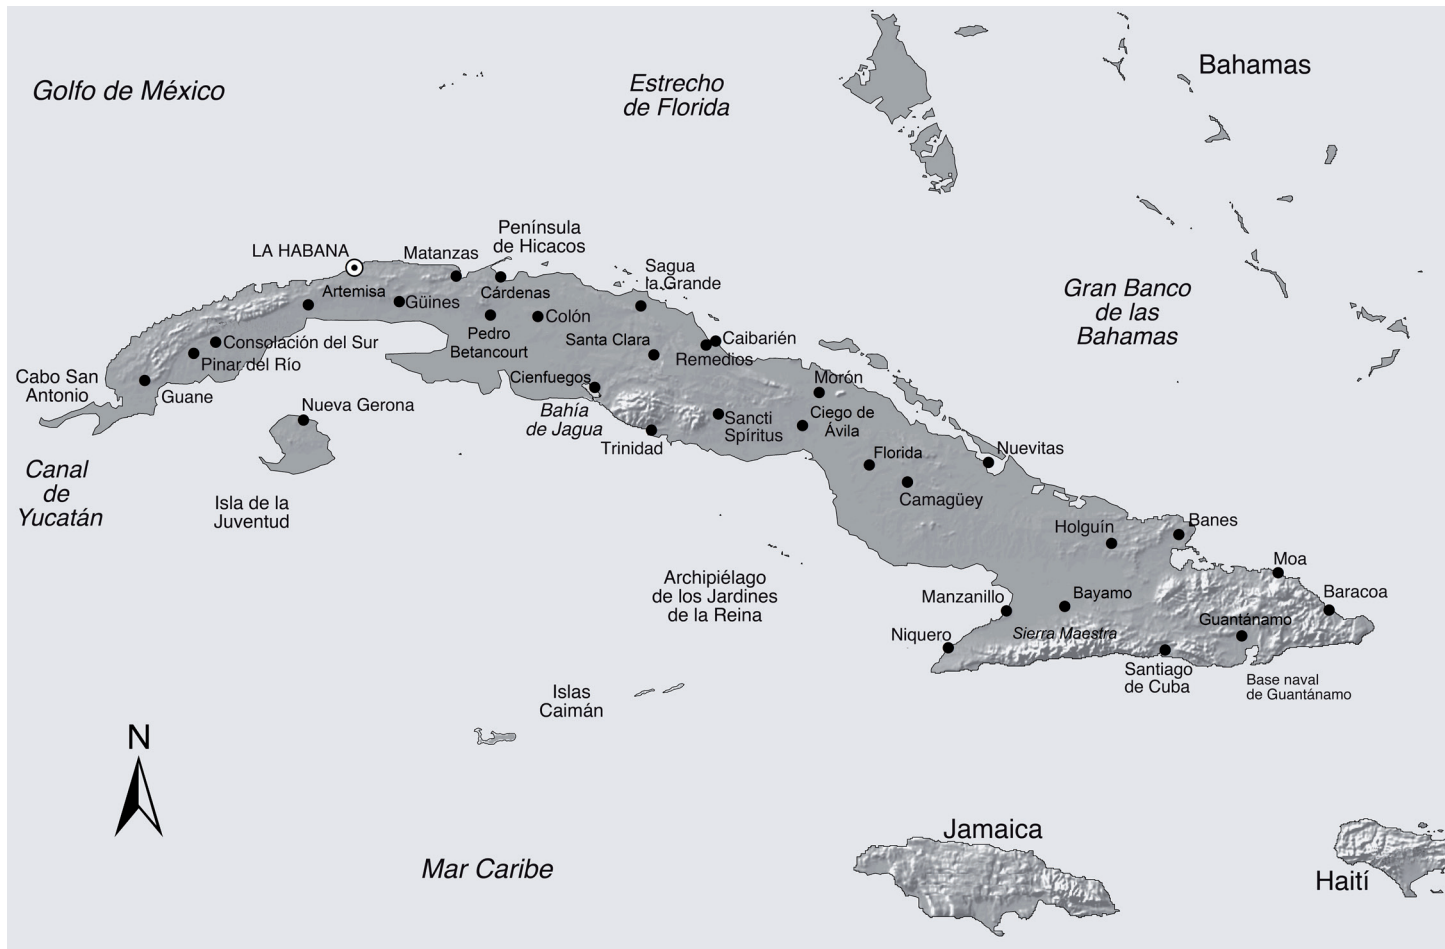 Bahamas
Estrecho
de Florida
Golfo de México
Península
de Hicacos
LA HABANA
Matanzas
Sagua
la Grande
Artemisa
Güines
Cárdenas
Colón
Gran Banco
de las
Bahamas
Pedro
Betancourt
Santa Clara
Caibarién
Remedios
Consolación del Sur
Pinar del Río
Cabo San
Antonio
Guane
Cienfuegos
Morón
Nueva Gerona
Bahía
de Jagua
Sancti
Spíritus
Ciego de
Ávila
Trinidad
Nuevitas
Florida
Canal
de
Yucatán
Camagüey
Isla de la
Juventud
Holguín
Banes
Moa
Archipiélago
de los Jardines
de la Reina
Manzanillo
Bayamo
Baracoa
Niquero
Sierra Maestra
Guantánamo
Santiago
de Cuba
Base naval
de Guantánamo
Islas
Caimán
N
Jamaica
Mar Caribe
Haití